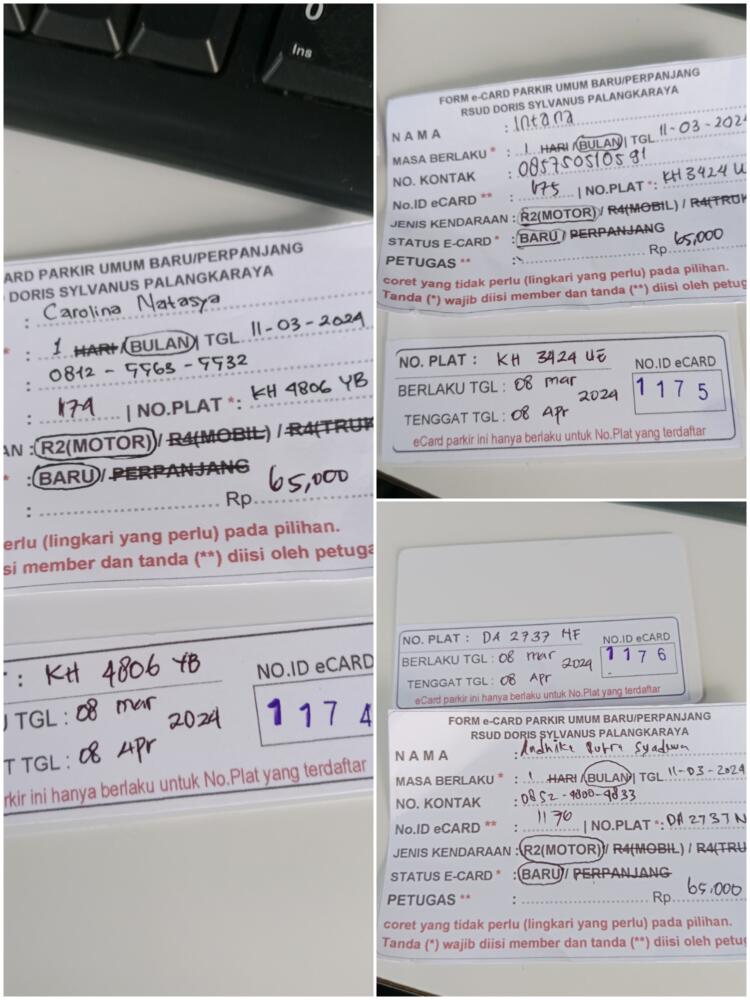 Ins
ARD PARKIR UMUM BARU/PERPANJANG
DORIS SYLVANUS PALANGKARAYA
: Carolina Natasya
* : 1 HARI / BULAN | TGL 11-03-2024
: 0812 - 5563 - 5532
: 1174 | NO.PLAT *: KH 4806 YB
AN : R2(MOTOR) / R4(MOBIL) / R4(TRUK
* : BARU / PERPANJANG
: Rp. 65,000
erlu (lingkari yang perlu) pada pilihan.
si member dan tanda (**) diisi oleh petuga
: KH 4806 YB
NO.ID eCARD
U TGL : 08 mar
2024
1174
T TGL : 08 Apr
rkir ini hanya berlaku untuk No.Plat yang terdaftar
FORM e-CARD PARKIR UMUM BARU/PERPANJANG
RSUD DORIS SYLVANUS PALANGKARAYA
NAMA : Intana
MASA BERLAKU * : 1 HARI / BULAN | TGL 11-03-2024
NO. KONTAK : 085750510591
No.ID eCARD ** : 1175 | NO.PLAT *: KH 3424 U
JENIS KENDARAAN : R2(MOTOR) / R4(MOBIL) / R4(TRUK
STATUS E-CARD * : BARU / PERPANJANG
PETUGAS ** : Rp. 65,000
coret yang tidak perlu (lingkari yang perlu) pada pilihan.
Tanda (*) wajib diisi member dan tanda (**) diisi oleh petug
NO. PLAT : KH 3424 UE
NO.ID eCARD
BERLAKU TGL : 08 mar
2024
1175
TENGGAT TGL : 08 Apr
eCard parkir ini hanya berlaku untuk No.Plat yang terdaftar
NO. PLAT : DA 2737 NF
NO.ID eCARD
BERLAKU TGL : 08 mar
2024
1176
TENGGAT TGL : 08 Apr
eCard parkir ini hanya berlaku untuk No.Plat yang terdaftar
FORM e-CARD PARKIR UMUM BARU/PERPANJANG
RSUD DORIS SYLVANUS PALANGKARAYA
NAMA : Andhika Putra
MASA BERLAKU * : 1 HARI / BULAN | TGL 11-03-2024
NO. KONTAK : 0852-4800-9833
No.ID eCARD ** : 1176 | NO.PLAT *: DA 2737 N
JENIS KENDARAAN : R2(MOTOR) / R4(MOBIL) / R4(TRU
STATUS E-CARD * : BARU / PERPANJANG
PETUGAS ** : Rp. 65,000
coret yang tidak perlu (lingkari yang perlu) pada pilihan.
Tanda (*) wajib diisi member dan tanda (**) diisi oleh petug